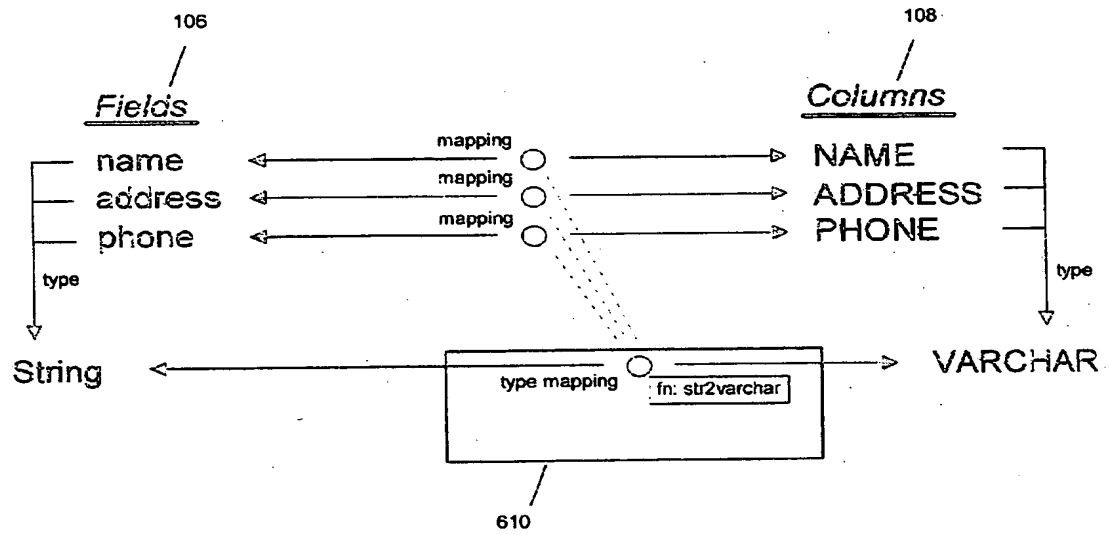 106
108
Fields
Columns
mapping
name
NAME
mapping
address
ADDRESS
mapping
phone
PHONE
type
type
String
type mapping
VARCHAR
fn: str2varchar
610